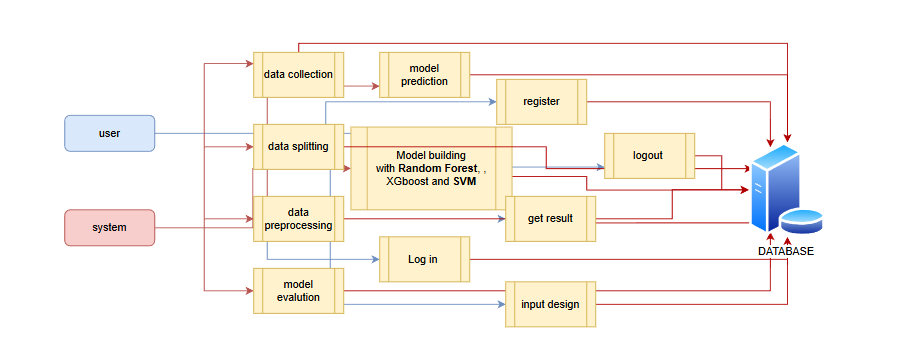 data collection
model
prediction
register
user
data splitting
Model building
with Random Forest, ,
XGboost and SVM
logout
system
data
preprocessing
get result
DATABASE
Log in
model
evalution
input design